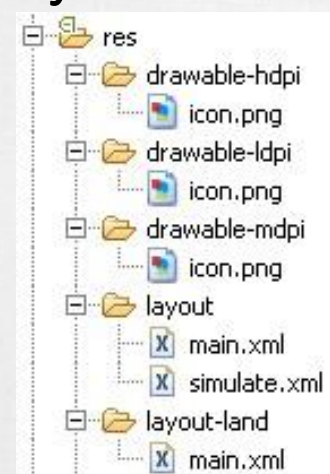 res
drawable-hdpi
icon.png
drawable-ldpi
icon.png
drawable-mdpi
icon.png
layout
main.xml
simulate.xml
layout-land
main.xml